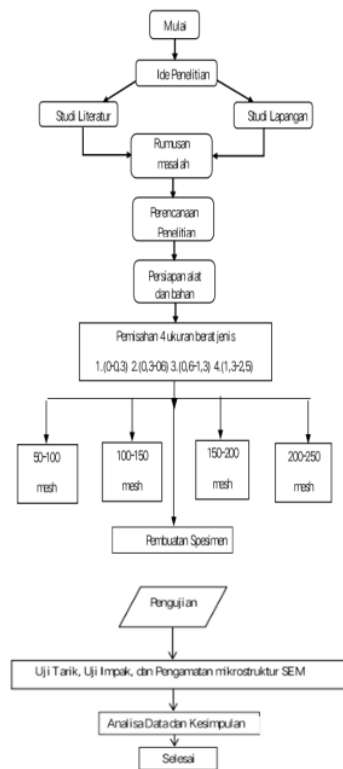 Mulai
Ide Penelitian
Studi Literatur
Studi Lapangan
Rumusan
masalah
Perencanaan
Penelitian
Persiapan alat
dan bahan
Pemisahan 4 ukuran berat jenis
1.(0-0,3) 2.(0,3-06) 3.(0,6-1,3) 4.(1,3-2,5)
50-100
mesh
100-150
mesh
150-200
mesh
200-250
mesh
Pembuatan Spesimen
Pengujian
Uji Tarik, Uji Impak, dan Pengamatan mikrostruktur SEM
Analisa Data dan Kesimpulan
Selesai